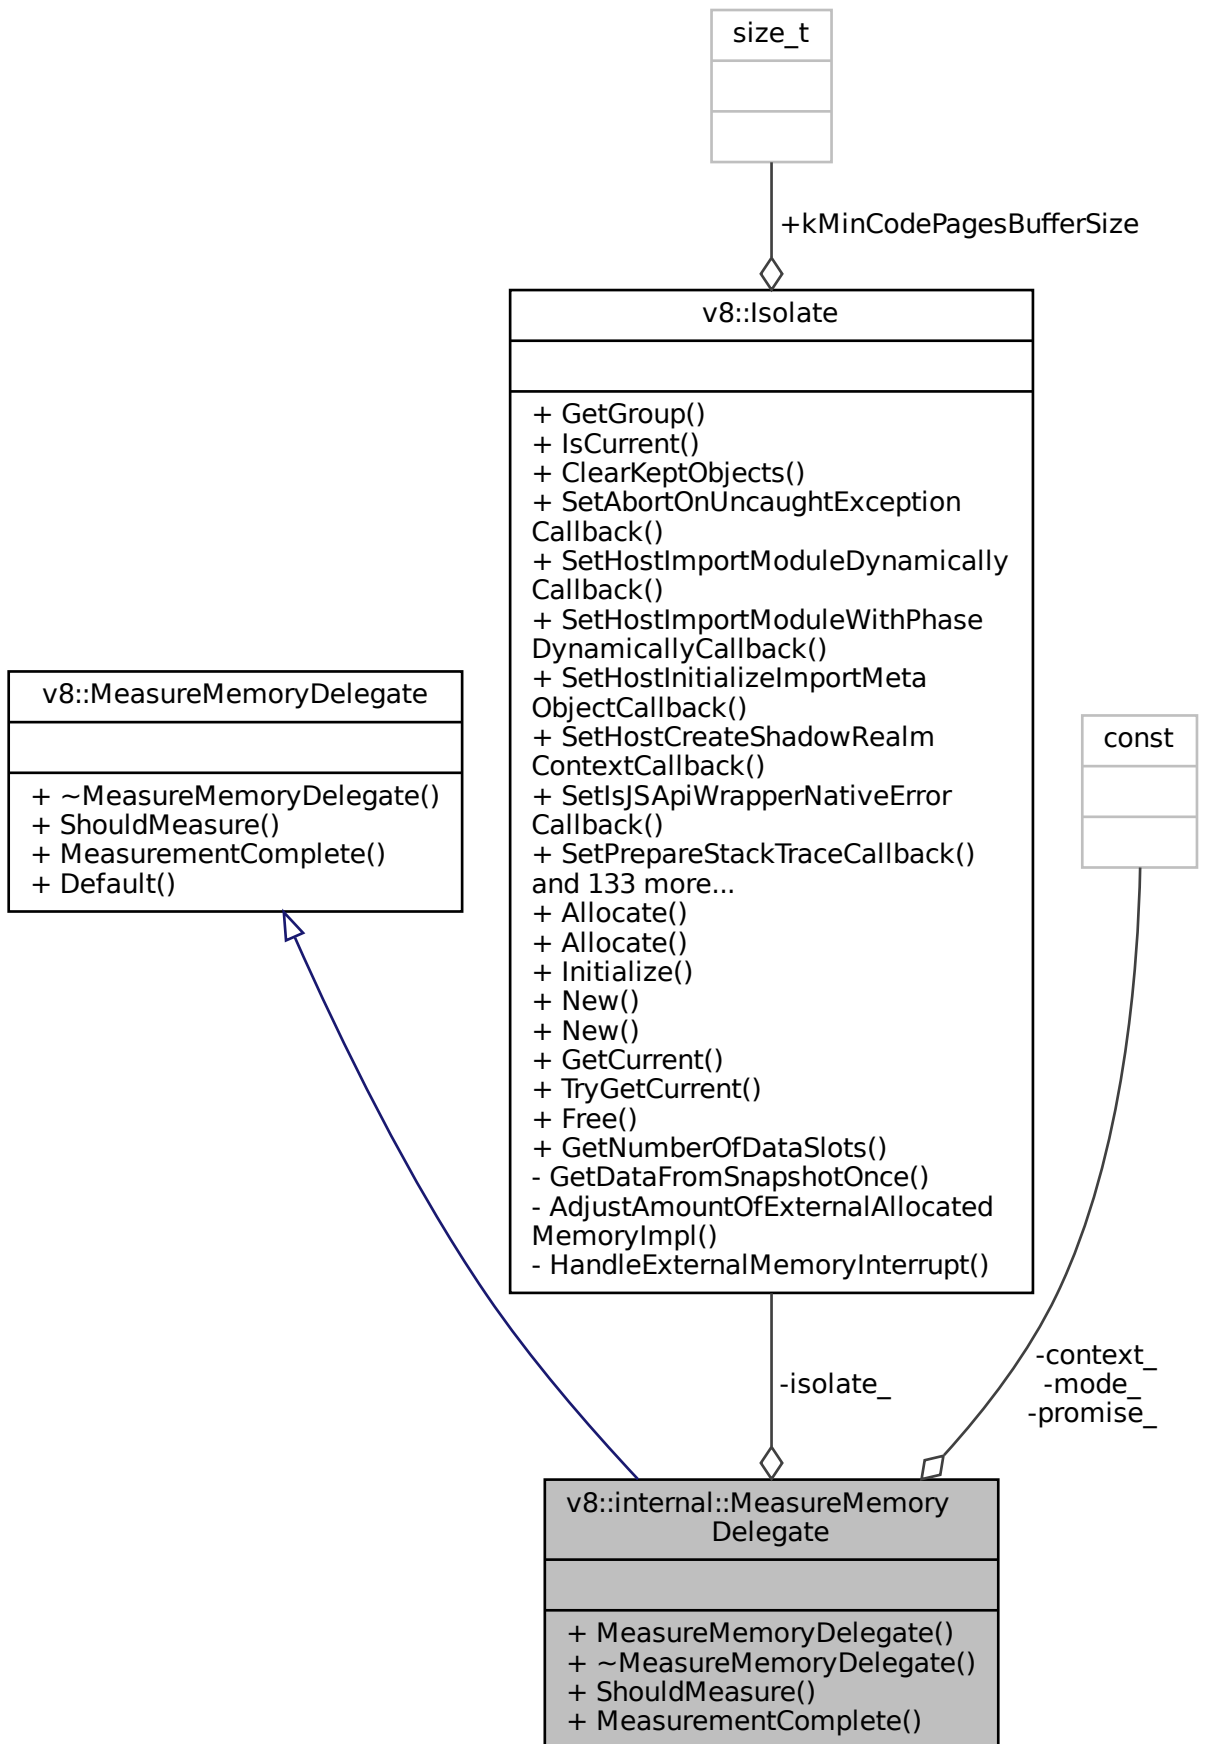 size_t
+kMinCodePagesBufferSize
v8::Isolate
+ GetGroup()
+ IsCurrent()
+ ClearKeptObjects()
+ SetAbortOnUncaughtException
Callback()
+ SetHostImportModuleDynamically
Callback()
+ SetHostImportModuleWithPhase
DynamicallyCallback()
+ SetHostInitializeImportMeta
ObjectCallback()
+ SetHostCreateShadowRealm
ContextCallback()
+ SetIsJSApiWrapperNativeError
Callback()
+ SetPrepareStackTraceCallback()
and 133 more...
+ Allocate()
+ Allocate()
+ Initialize()
+ New()
+ New()
+ GetCurrent()
+ TryGetCurrent()
+ Free()
+ GetNumberOfDataSlots()
- GetDataFromSnapshotOnce()
- AdjustAmountOfExternalAllocated
MemoryImpl()
- HandleExternalMemoryInterrupt()
v8::MeasureMemoryDelegate
+ ~MeasureMemoryDelegate()
+ ShouldMeasure()
+ MeasurementComplete()
+ Default()
const
-isolate_
-context_
-mode_
-promise_
v8::internal::MeasureMemory
Delegate
+ MeasureMemoryDelegate()
+ ~MeasureMemoryDelegate()
+ ShouldMeasure()
+ MeasurementComplete()